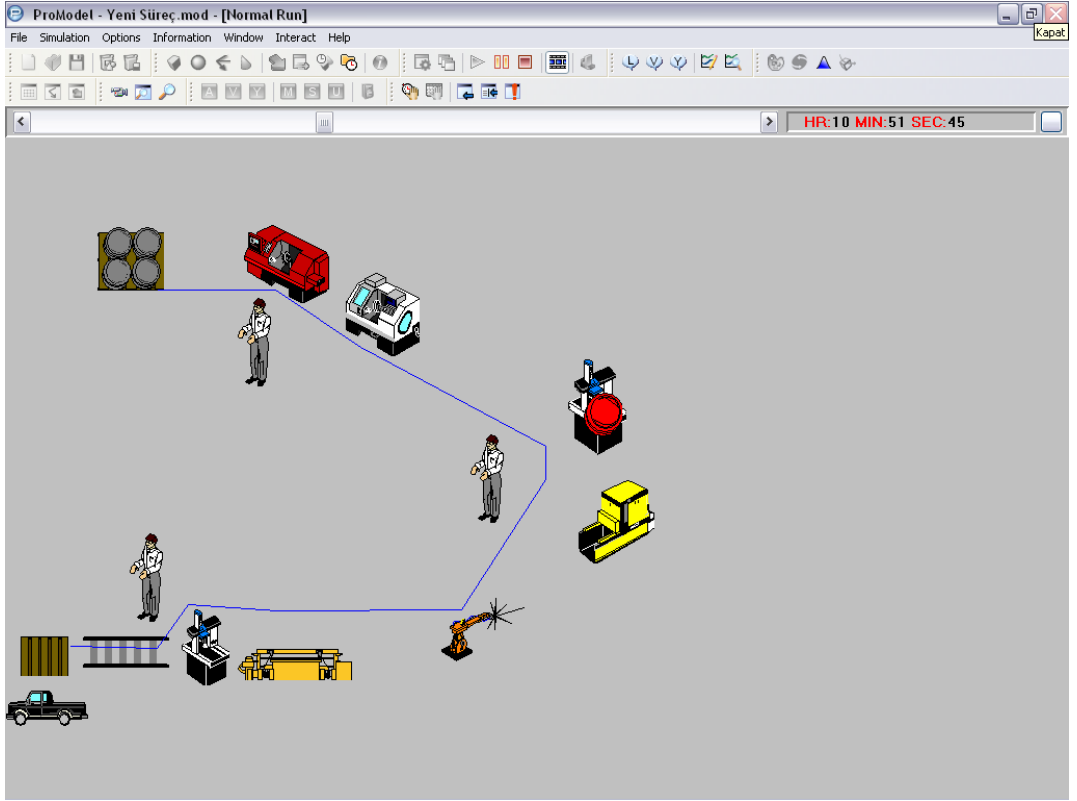 ProModel - Yeni Süreç.mod - [Normal Run]
Kapat
File Simulation Options Information Window Interact Help
HR:10 MIN:51 SEC:45